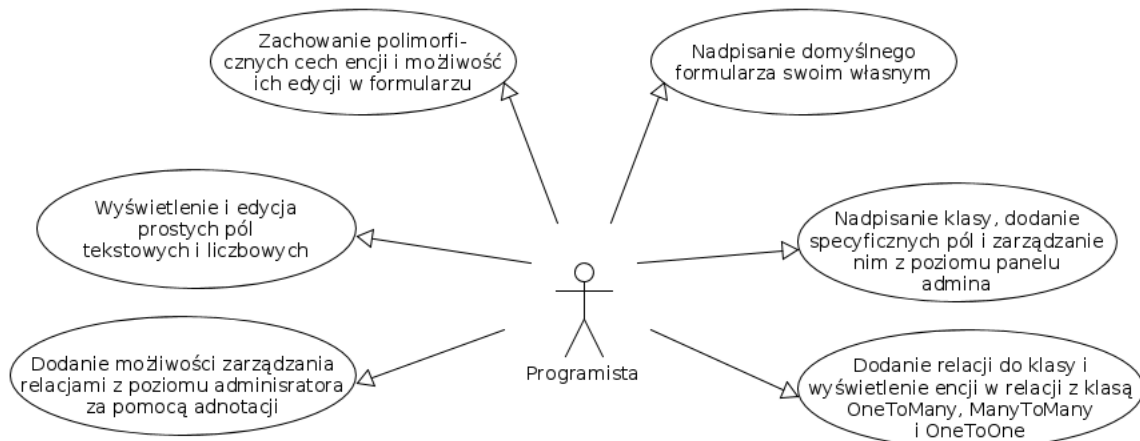 Zachowanie polimorfi-
cznych cech encji i możliwość
ich edycji w formularzu
Nadpisanie domyślnego
formularza swoim własnym
Wyświetlenie i edycja
prostych pól
tekstowych i liczbowych
Nadpisanie klasy, dodanie
specyficznych pól i zarządzanie
nim z poziomu panelu
admina
Dodanie możliwości zarządzania
relacjami z poziomu adminisratora
za pomocą adnotacji
Programista
Dodanie relacji do klasy i
wyświetlenie encji w relacji z klasą
OneToMany, ManyToMany
i OneToOne